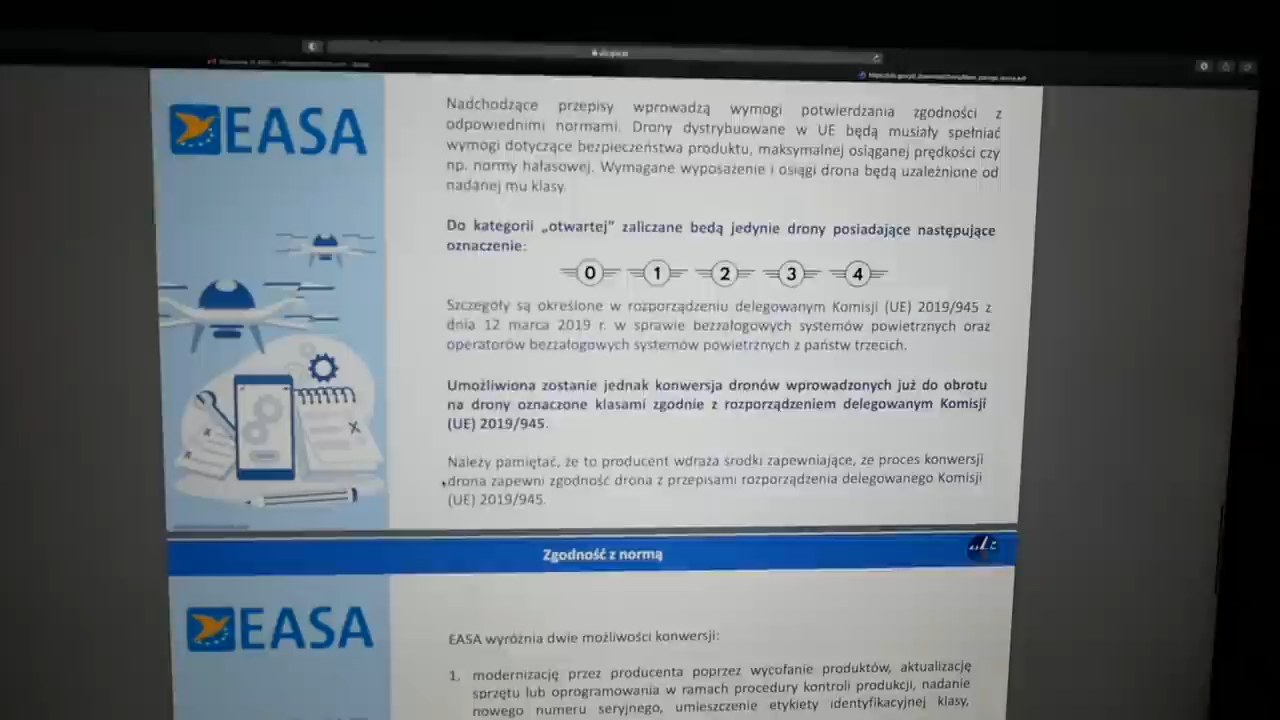 EASA
Nadchodzące przepisy wprowadzą wymogi potwierdzania zgodności z
odpowiednimi normami. Drony dystrybuowane w UE będą musiały spełniać
wymogi dotyczące bezpieczeństwa produktu, maksymalnej osiąganej prędkości czy
np. normy hałasowej. Wymagane wyposażenie i osiągi drona będą uzależnione od
nadanej mu klasy.
Do kategorii „otwartej” zaliczane bedą jedynie drony posiadające następujące
oznaczenie:
0 1 2 3 4
Szczegóły są określone w rozporządzeniu delegowanym Komisji (UE) 2019/945 z
dnia 12 marca 2019 r. w sprawie bezzałogowych systemów powietrznych oraz
operatorów bezzałogowych systemów powietrznych z państw trzecich.
Umożliwiona zostanie jednak konwersja dronów wprowadzonych już do obrotu
na drony oznaczone klasami zgodnie z rozporządzeniem delegowanym Komisji
(UE) 2019/945.
Należy pamiętać, że to producent wdraża środki zapewniające, że proces konwersji
drona zapewni zgodność drona z przepisami rozporządzenia delegowanego Komisji
(UE) 2019/945.
Zgodność z normą
EASA
EASA wyróżnia dwie możliwości konwersji:
1. modernizację przez producenta poprzez wycofanie produktów, aktualizację
sprzętu lub oprogramowania w ramach procedury kontroli produkcji, nadanie
nowego numeru seryjnego, umieszczenie etykiety identyfikacyjnej klasy,